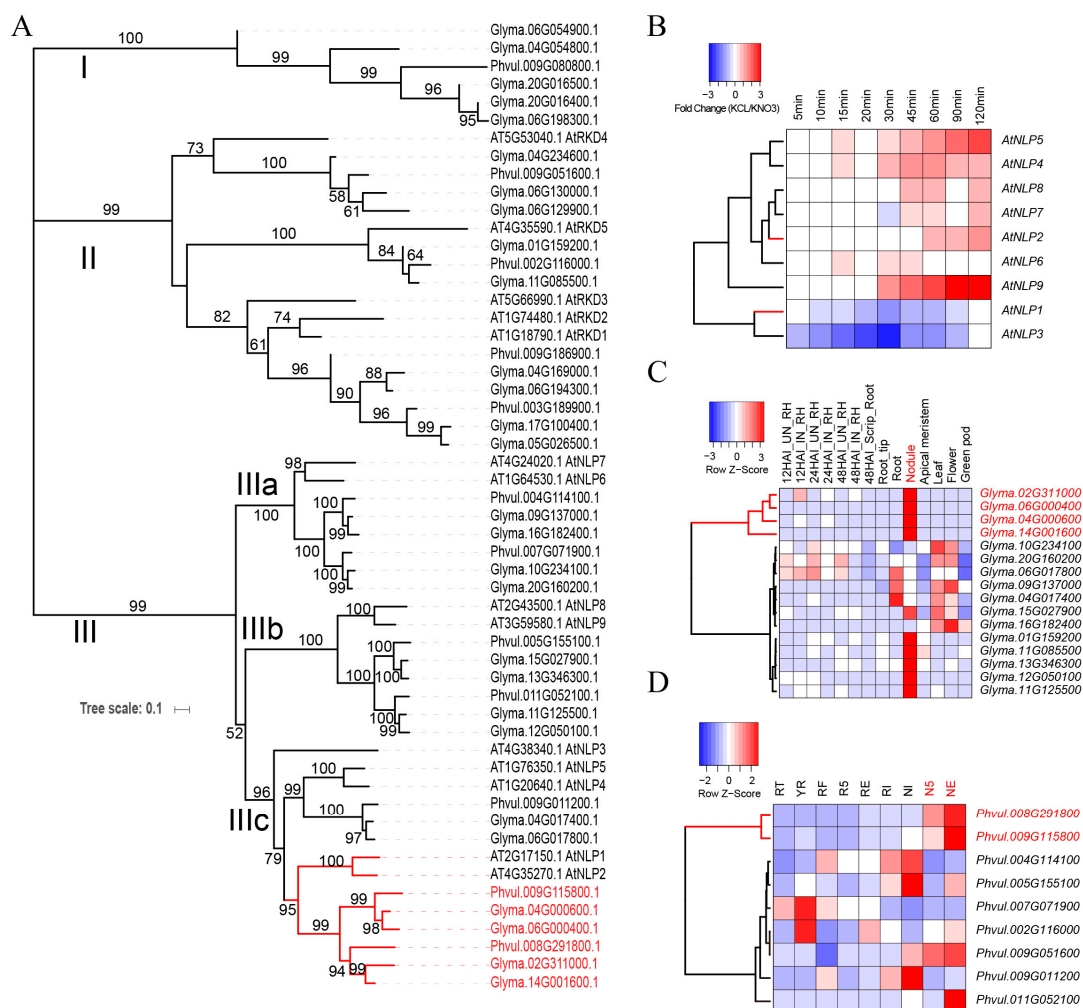 A
100
I
99
99
96
95
Glyma.06G054900.1
Glyma.04G054800.1
Phvul.009G080800.1
Glyma.20G016500.1
Glyma.20G016400.1
Glyma.06G198300.1
99
II
73
100
58
61
AT5G53040.1 AtRKD4
Glyma.04G234600.1
Phvul.009G051600.1
Glyma.06G130000.1
Glyma.06G129900.1
100
84
64
AT4G35590.1 AtRKD5
Glyma.01G159200.1
Phvul.002G116000.1
Glyma.11G085500.1
82
61
74
96
90
88
96
99
AT5G66990.1 AtRKD3
AT1G74480.1 AtRKD2
AT1G18790.1 AtRKD1
Phvul.009G186900.1
Glyma.04G169000.1
Glyma.06G194300.1
Phvul.003G189900.1
Glyma.17G100400.1
Glyma.05G026500.1
99
III
IIIa
98
100
100
99
100
100
99
AT4G24020.1 AtNLP7
AT1G64530.1 AtNLP6
Phvul.004G114100.1
Glyma.09G137000.1
Glyma.16G182400.1
Phvul.007G071900.1
Glyma.10G234100.1
Glyma.20G160200.1
IIIb
100
100
100
100
100
100
99
AT2G43500.1 AtNLP8
AT3G59580.1 AtNLP9
Phvul.005G155100.1
Glyma.15G027900.1
Glyma.13G346300.1
Phvul.011G052100.1
Glyma.11G125500.1
Glyma.12G050100.1
Tree scale: 0.1
52
96
IIIc
79
99
100
100
97
AT4G38340.1 AtNLP3
AT1G76350.1 AtNLP5
AT1G20640.1 AtNLP4
Phvul.009G011200.1
Glyma.04G017400.1
Glyma.06G017800.1
95
100
99
99
98
94
99
AT2G17150.1 AtNLP1
AT4G35270.1 AtNLP2
Phvul.009G115800.1
Glyma.04G000600.1
Glyma.06G000400.1
Phvul.008G291800.1
Glyma.02G311000.1
Glyma.14G001600.1
B
−3 0 3
Fold Change (KCL/KNO3)
5min
10min
15min
20min
30min
45min
60min
90min
120min
AtNLP5
AtNLP4
AtNLP8
AtNLP7
AtNLP2
AtNLP6
AtNLP9
AtNLP1
AtNLP3
C
−3 0 3
Row Z−Score
12HAI_UN_RH
12HAI_IN_RH
24HAI_UN_RH
24HAI_IN_RH
48HAI_UN_RH
48HAI_IN_RH
48HAI_Scrip_Root
Root_tip
Root
Nodule
Apical meristem
Leaf
Flower
Green pod
Glyma.02G311000
Glyma.06G000400
Glyma.04G000600
Glyma.14G001600
Glyma.10G234100
Glyma.20G160200
Glyma.06G017800
Glyma.09G137000
Glyma.04G017400
Glyma.15G027900
Glyma.16G182400
Glyma.01G159200
Glyma.11G085500
Glyma.13G346300
Glyma.12G050100
Glyma.11G125500
D
−2 0 2
Row Z−Score
RT
YR
RF
R5
RE
RI
NI
N5
NE
Phvul.008G291800
Phvul.009G115800
Phvul.004G114100
Phvul.005G155100
Phvul.007G071900
Phvul.002G116000
Phvul.009G051600
Phvul.009G011200
Phvul.011G052100